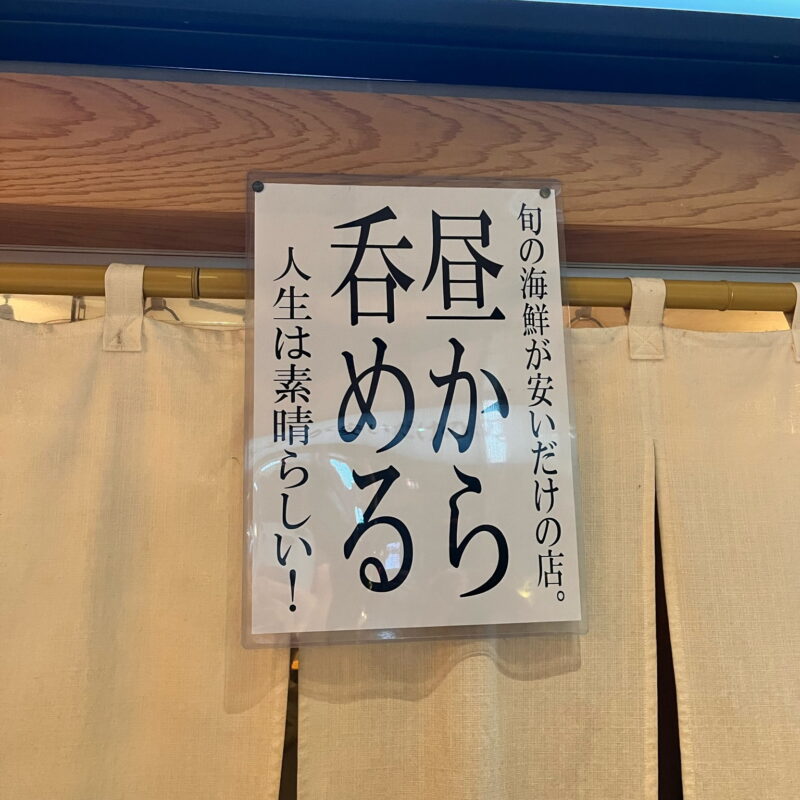 旬の海鮮が安いだけの店。
昼から
呑める
人生は素晴らしい！